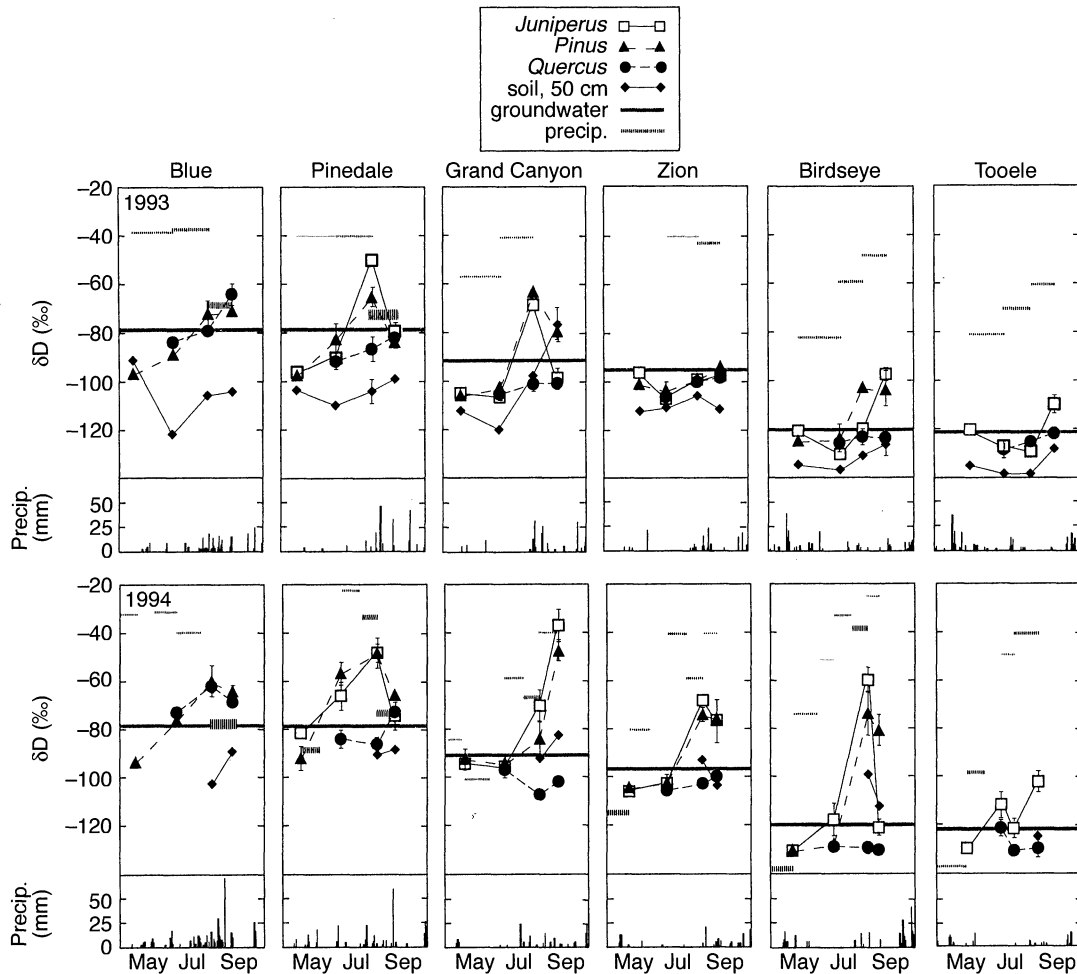 Juniperus
Pinus
Quercus
soil, 50 cm
groundwater
precip.
Blue Pinedale Grand Canyon Zion Birdseye Tooele
1993
−20
−40
−60
−80
−100
−120
δD (‰)
50
25
0
Precip. (mm)
1994
−20
−40
−60
−80
−100
−120
δD (‰)
50
25
0
Precip. (mm)
May Jul Sep May Jul Sep May Jul Sep May Jul Sep May Jul Sep May Jul Sep